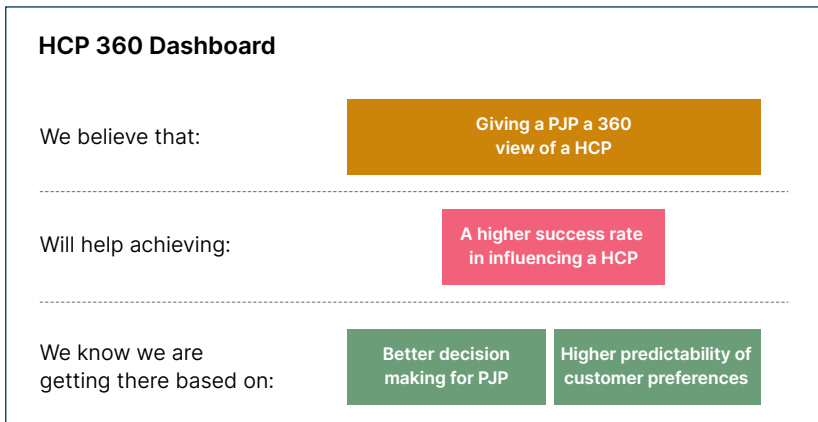 HCP 360 Dashboard
We believe that:
Giving a PJP a 360
view of a HCP
Will help achieving:
A higher success rate
in influencing a HCP
We know we are
getting there based on:
Better decision
making for PJP
Higher predictability of
customer preferences